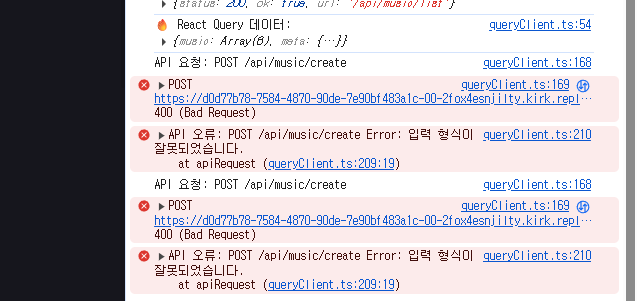 ▶ {status: 200, ok: true, url: '/api/music/list'}
🔥 React Query 데이터: queryClient.ts:54
▶ {music: Array(6), meta: {…}}
API 요청: POST /api/music/create queryClient.ts:168
▶POST queryClient.ts:169
https://d0d77b78-7584-4870-90de-7e90bf483a1c-00-2fox4esnjilty.kirk.repl…
400 (Bad Request)
▶API 오류: POST /api/music/create Error: 입력 형식이 queryClient.ts:210
잘못되었습니다.
at apiRequest (queryClient.ts:209:19)
API 요청: POST /api/music/create queryClient.ts:168
▶POST queryClient.ts:169
https://d0d77b78-7584-4870-90de-7e90bf483a1c-00-2fox4esnjilty.kirk.repl…
400 (Bad Request)
▶API 오류: POST /api/music/create Error: 입력 형식이 queryClient.ts:210
잘못되었습니다.
at apiRequest (queryClient.ts:209:19)